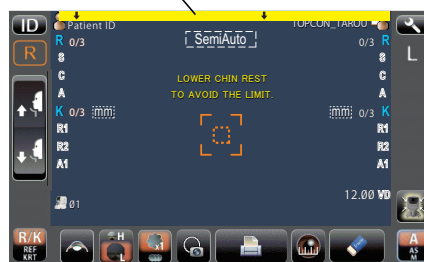 ID Patient ID TOPCON_TAROU
R R 0/3 SemiAuto 0/3 R L
S S
C LOWER CHIN REST C
A TO AVOID THE LIMIT. A
K 0/3 mm mm 0/3 K
R1 R1
R2 R2
A1 A1
12.00 VD
01
R/K H x1 A
REF L AS
KRT M